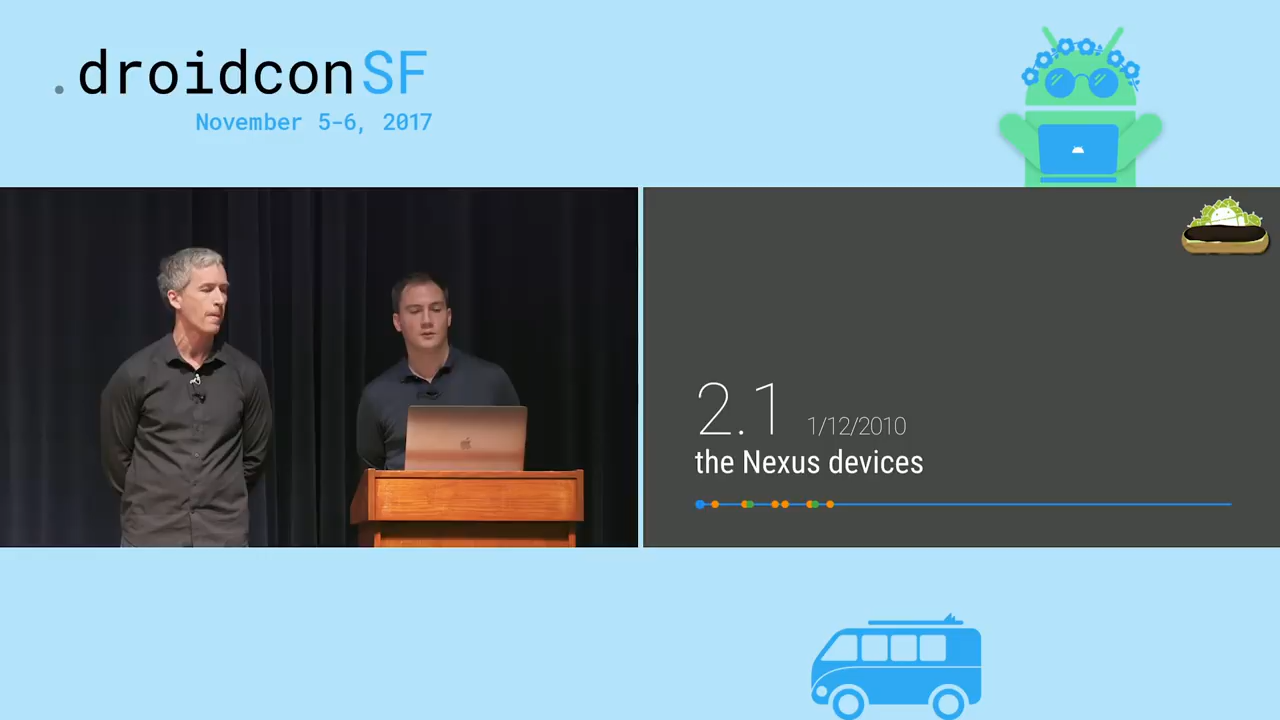 .droidconSF
November 5-6, 2017
2.1 1/12/2010
the Nexus devices